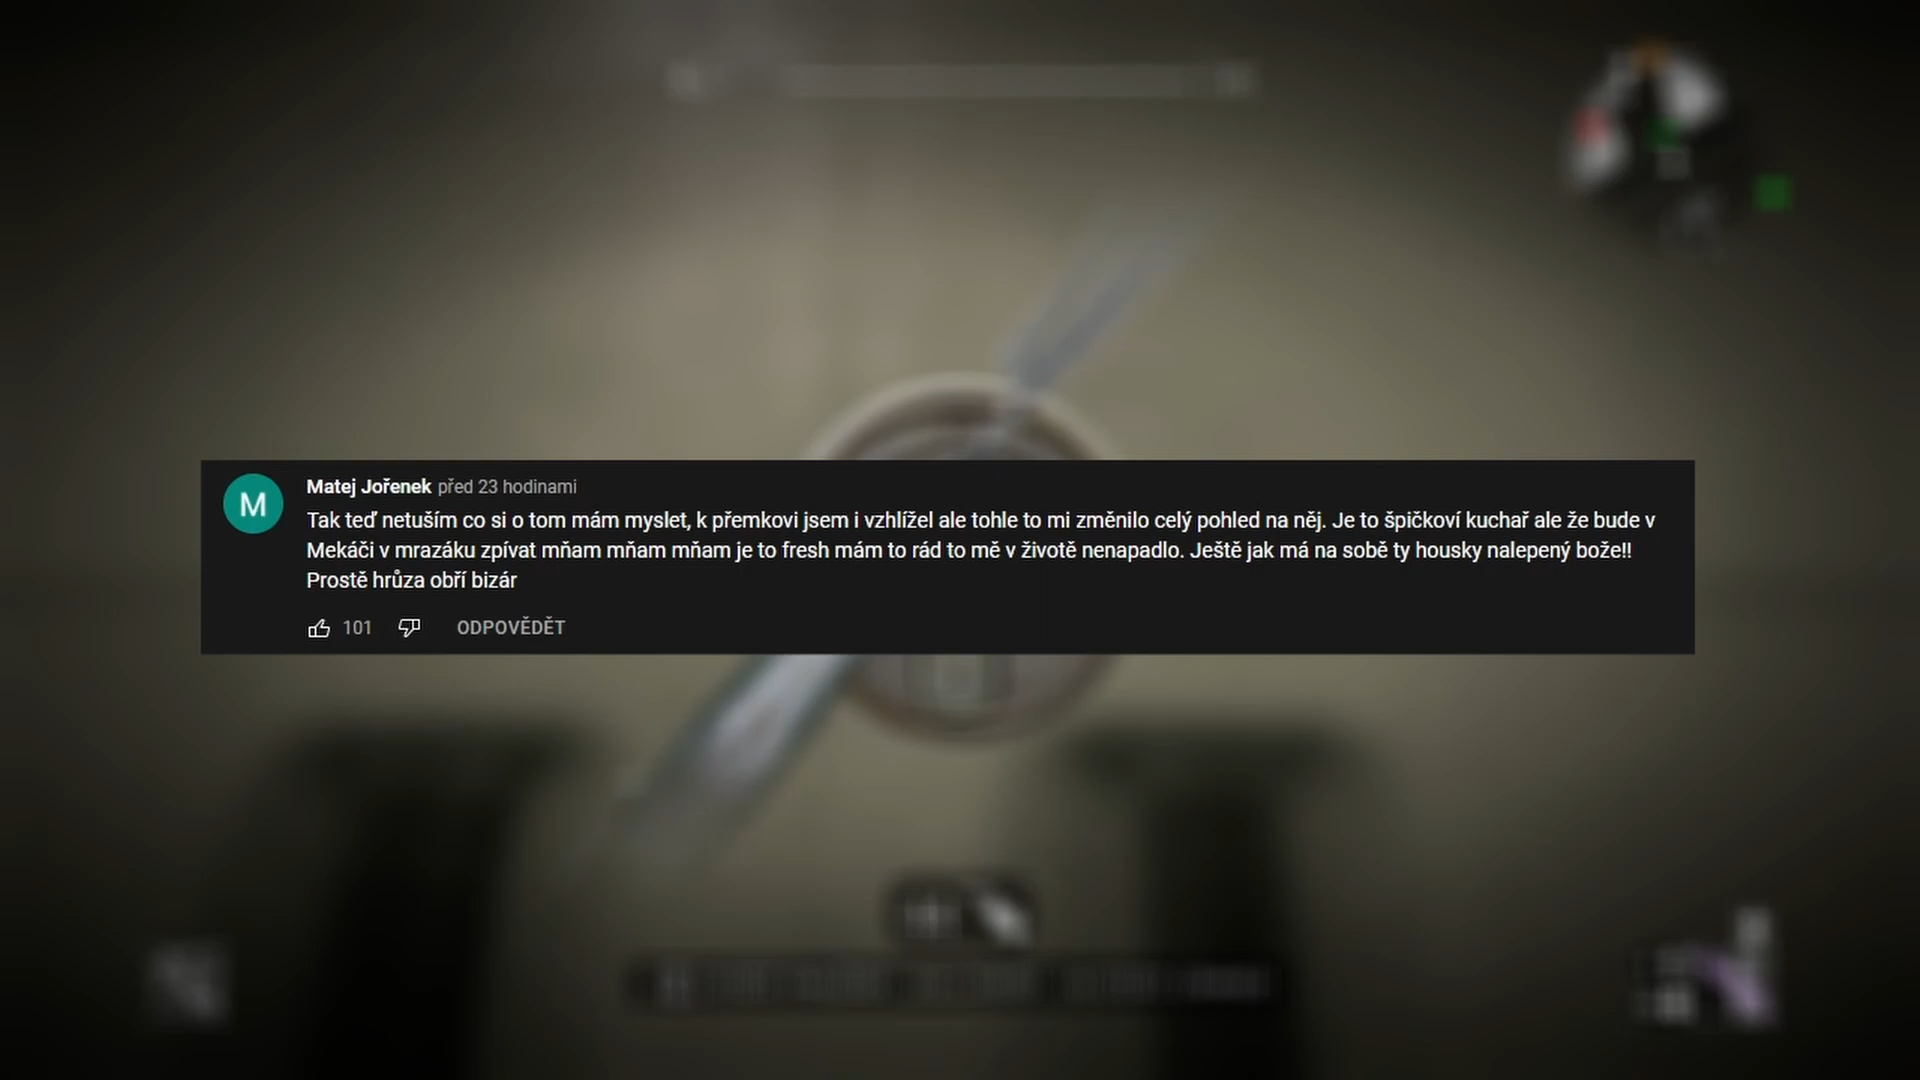 Matej Jořenek před 23 hodinami
Tak teď netuším co si o tom mám myslet, k přemkovi jsem i vzhlížel ale tohle to mi změnilo celý pohled na něj. Je to špičkoví kuchař ale že bude v
Mekáči v mrazáku zpívat mňam mňam mňam je to fresh mám to rád to mě v životě nenapadlo. Ještě jak má na sobě ty housky nalepený bože!!
Prostě hrůza obří bizár
101 ODPOVĚDĚT
M